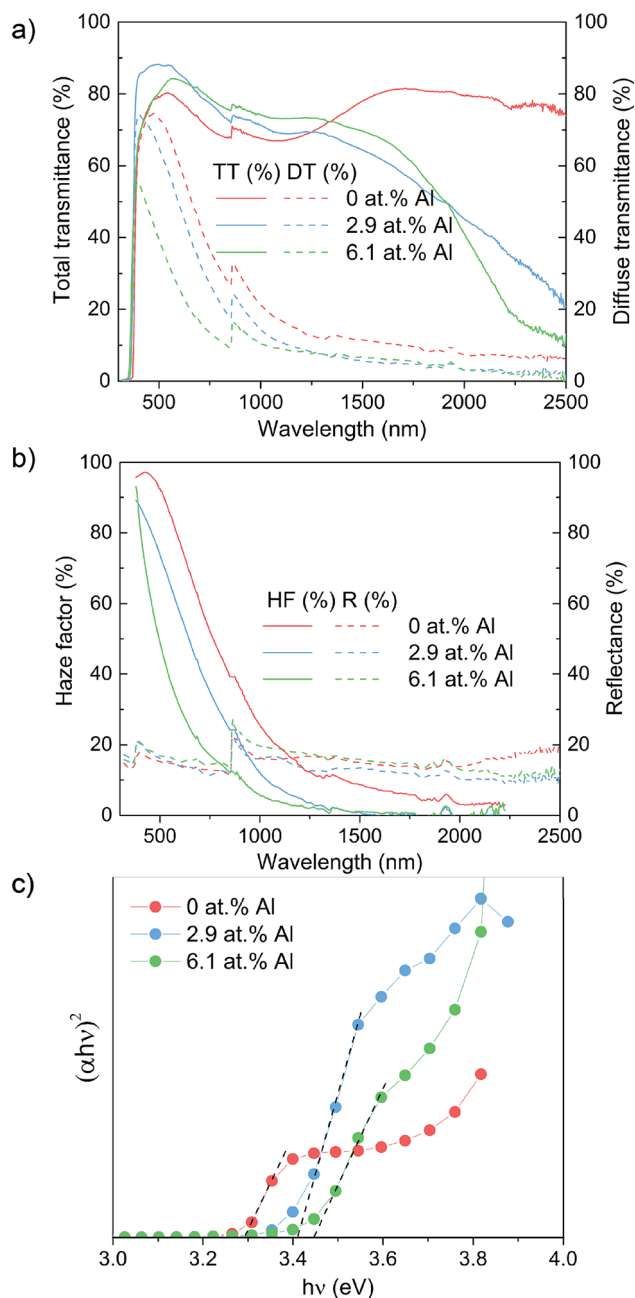 a)
Total transmittance (%)
100
80
60
40
20
0
TT (%) DT (%)
0 at.% Al
2.9 at.% Al
6.1 at.% Al
100
80
60
40
20
0
Diffuse transmittance (%)
500 1000 1500 2000 2500
Wavelength (nm)
b)
Haze factor (%)
100
80
60
40
20
0
HF (%) R (%)
0 at.% Al
2.9 at.% Al
6.1 at.% Al
100
80
60
40
20
0
Reflectance (%)
500 1000 1500 2000 2500
Wavelength (nm)
c)
0 at.% Al
2.9 at.% Al
6.1 at.% Al
(αhν)²
3.0 3.2 3.4 3.6 3.8 4.0
hν (eV)